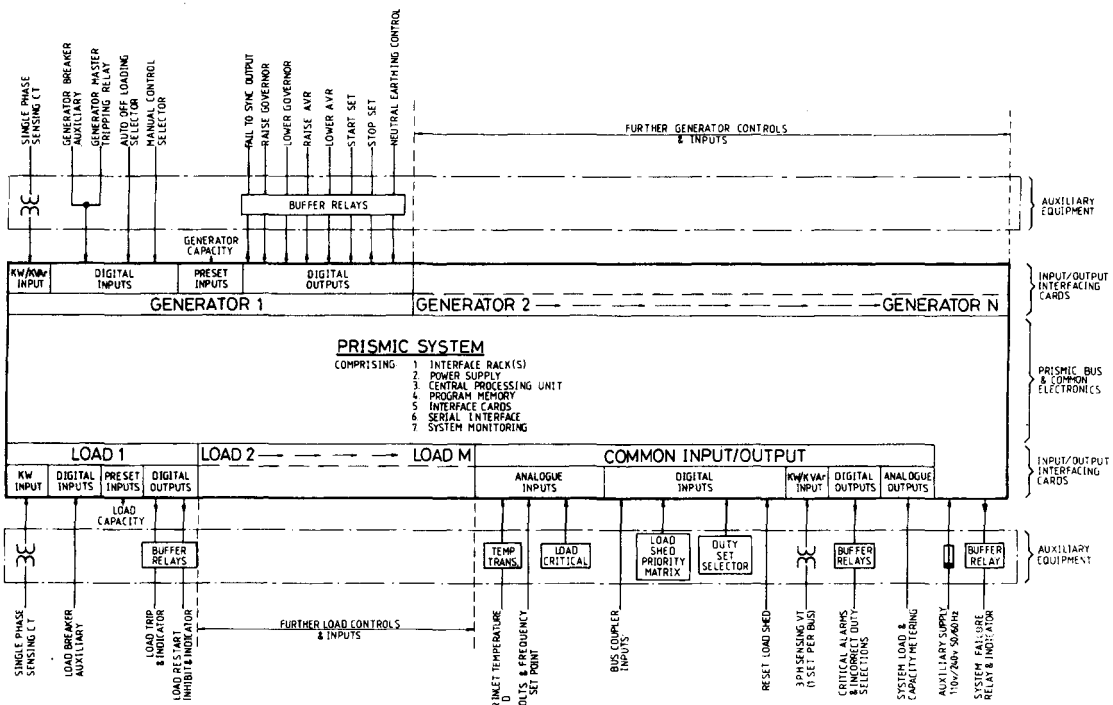 SINGLE PHASE
SENSING CT
GENERATOR BREAKER
AUXILIARY
GENERATOR MASTER
TRIPPING RELAY
AUTO OFF LOADING
SELECTOR
MANUAL CONTROL
SELECTOR
FAIL TO SYNC OUTPUT
RAISE GOVERNOR
LOWER GOVERNOR
RAISE AVR
LOWER AVR
START SET
STOP SET
NEUTRAL EARTHING CONTROL
FURTHER GENERATOR CONTROLS
& INPUTS
BUFFER RELAYS
AUXILIARY
EQUIPMENT
GENERATOR
CAPACITY
KW/KVAr
INPUT
DIGITAL
INPUTS
PRESET
INPUTS
DIGITAL
OUTPUTS
INPUT/OUTPUT
INTERFACING
CARDS
GENERATOR 1
GENERATOR 2
GENERATOR N
PRISMIC SYSTEM
COMPRISING
1 INTERFACE RACK(S)
2. POWER SUPPLY
3. CENTRAL PROCESSING UNIT
4. PROGRAM MEMORY
5 INTERFACE CARDS
6. SERIAL INTERFACE
7. SYSTEM MONITORING
PRISMIC BUS
& COMMON
ELECTRONICS
LOAD 1
LOAD 2
LOAD M
COMMON INPUT/OUTPUT
KW
INPUT
DIGITAL
INPUTS
PRESET
INPUTS
DIGITAL
OUTPUTS
ANALOGUE
INPUTS
DIGITAL
INPUTS
KW/KVAr
INPUT
DIGITAL
OUTPUTS
ANALOGUE
OUTPUTS
INPUT/OUTPUT
INTERFACING
CARDS
LOAD
CAPACITY
BUFFER
RELAYS
TEMP
TRANS.
LOAD
CRITICAL
LOAD
SHED
PRIORITY
MATRIX
DUTY
SET
SELECTOR
BUFFER
RELAYS
BUFFER
RELAY
AUXILIARY
EQUIPMENT
SINGLE PHASE
SENSING CT
LOAD BREAKER
AUXILIARY
LOAD TRIP
& INDICATOR
LOAD RESTART
INHIBIT & INDICATOR
FURTHER LOAD CONTROLS
& INPUTS
R INLET TEMPERATURE
D
OLTS & FREQUENCY
SET POINT
BUS COUPLER
INPUTS
RESET LOAD SHED
3PH SENSING VT
(1 SET PER BUS)
CRITICAL ALARMS
& INCORRECT DUTY
SELECTIONS
SYSTEM LOAD &
CAPACITY METERING
AUXILIARY SUPPLY
110v/240v 50/60Hz
SYSTEM FAILURE
RELAY & INDICATOR